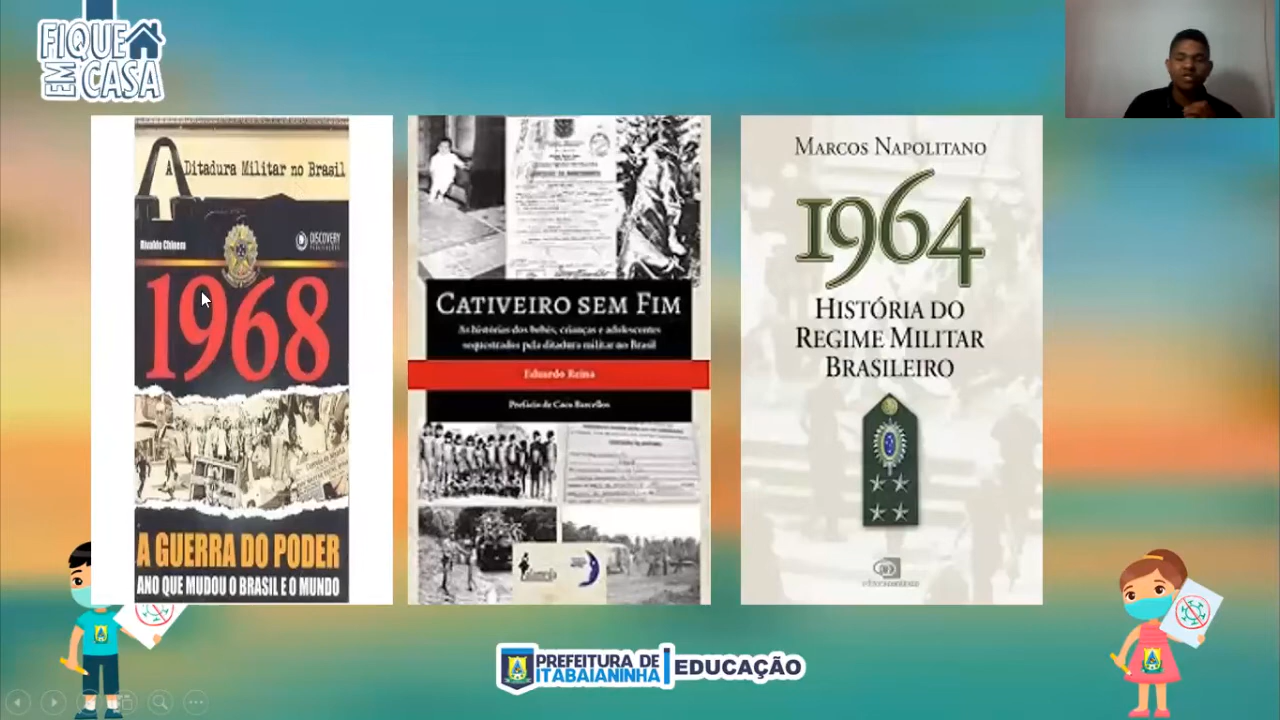 FIQUE
EM CASA
A Ditadura Militar no Brasil
DISCOVERY
1968
A GUERRA DO PODER
ANO QUE MUDOU O BRASIL E O MUNDO
CATIVEIRO SEM FIM
As histórias dos bebês, crianças e adolescentes
sequestrados pela ditadura militar no Brasil
Eduardo Reina
Prefácio de Caco Barcellos
MARCOS NAPOLITANO
1964
HISTÓRIA DO
REGIME MILITAR
BRASILEIRO
PREFEITURA DE
ITABAIANINHA
EDUCAÇÃO